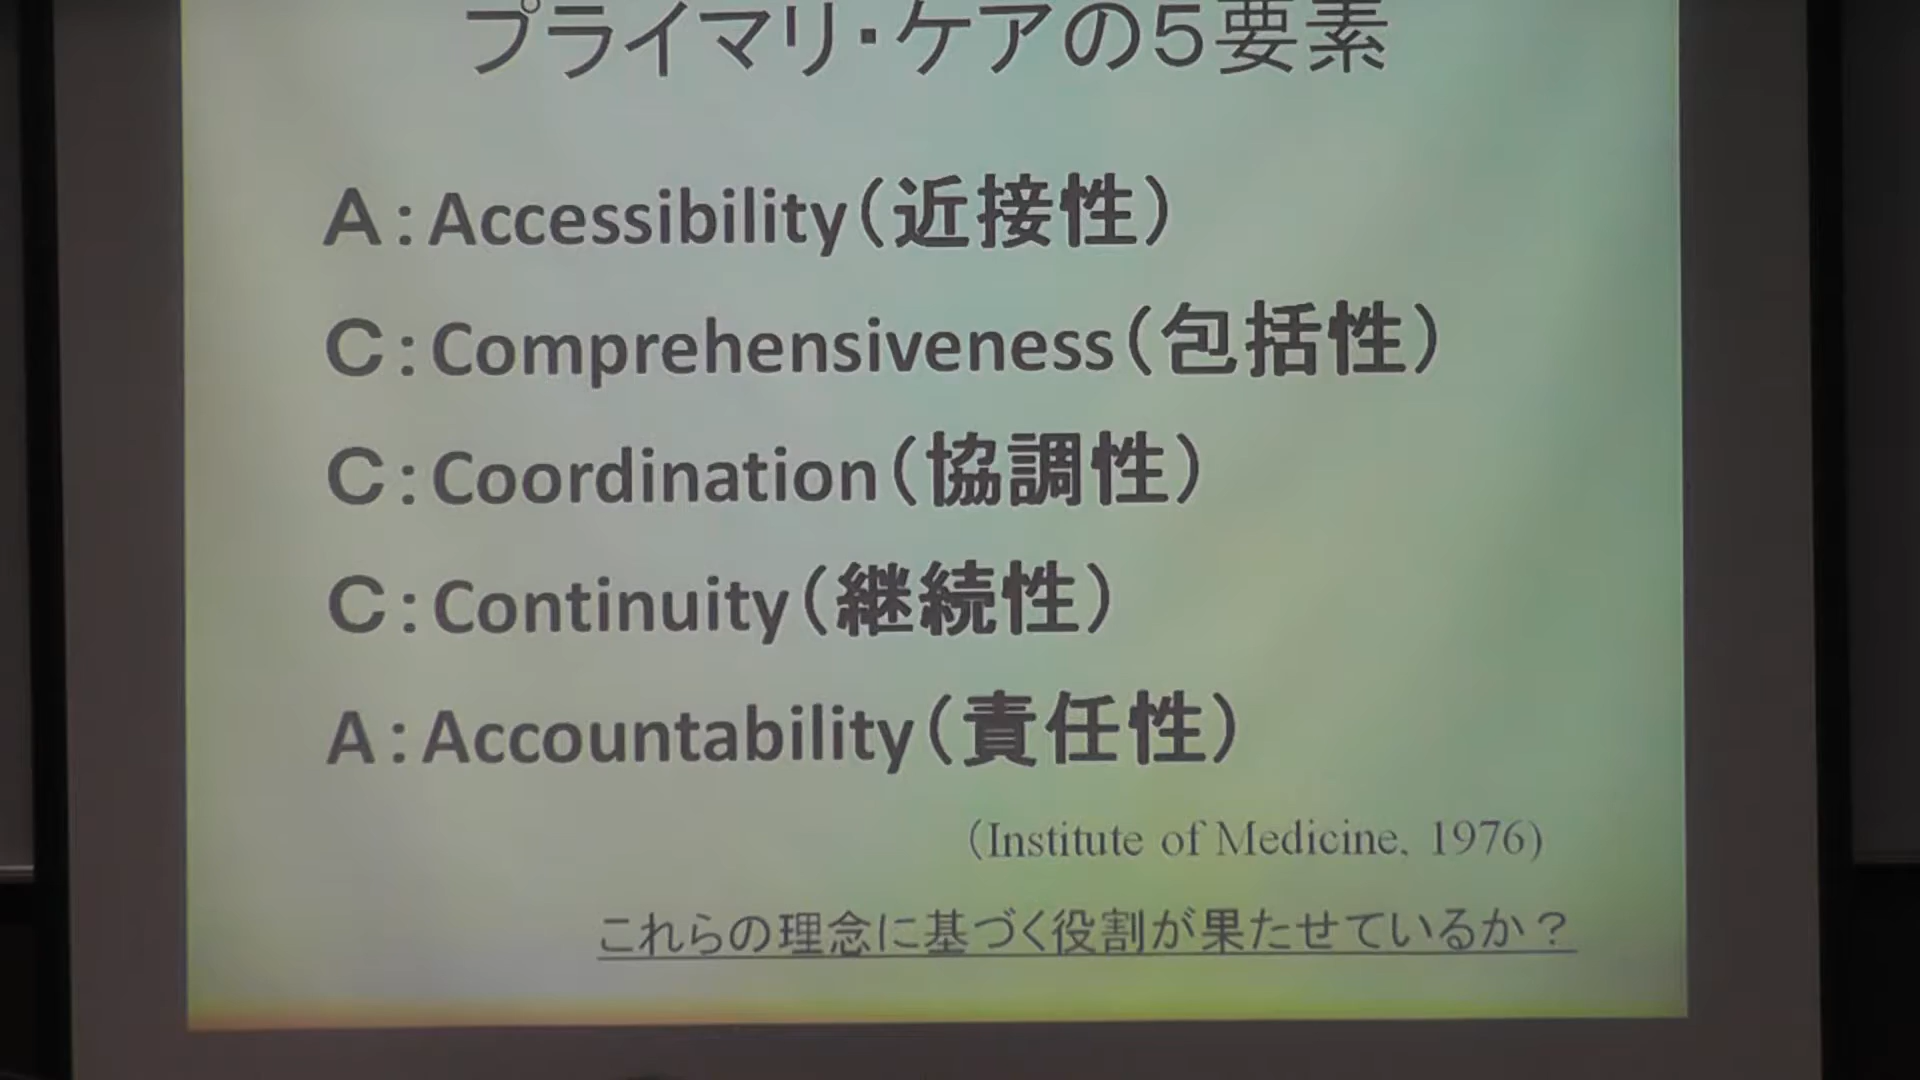 プライマリ・ケアの5要素
A:Accessibility(近接性)
C:Comprehensiveness(包括性)
C:Coordination(協調性)
C:Continuity(継続性)
A:Accountability(責任性)
(Institute of Medicine, 1976)
これらの理念に基づく役割が果たせているか?